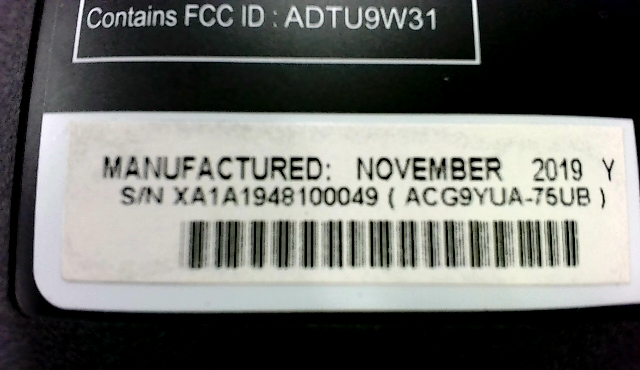 Contains FCC ID : ADTU9W31
MANUFACTURED: NOVEMBER 2019 Y
S/N XA1A1948100049 ( ACG9YUA-75UB )